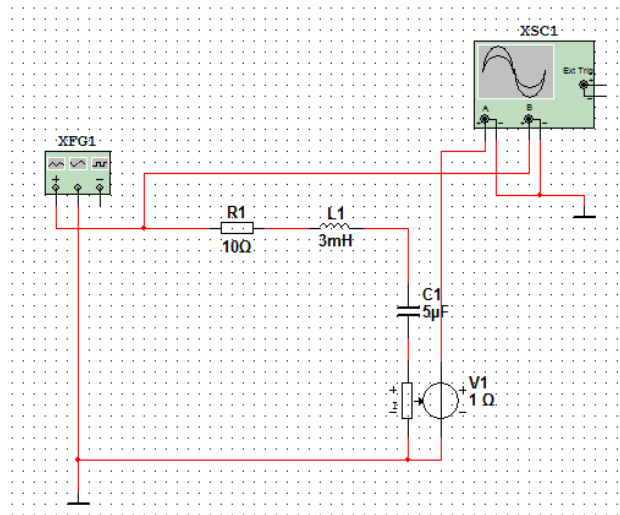 XSC1
Ext Trig
+
−
A
B
+ − + −
XFG1
+ −
R1
10Ω
L1
3mH
C1
5µF
+
I
−
+
−
V1
1 Ω